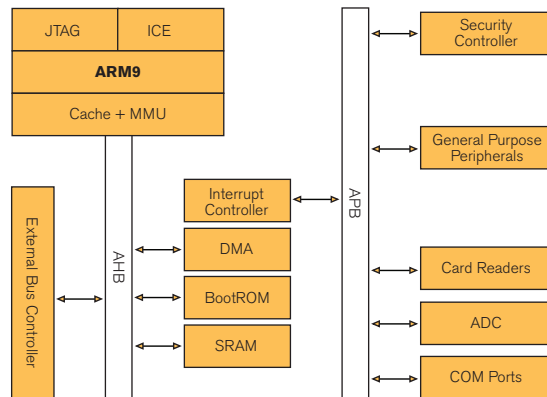 JTAG
ICE
ARM9
Cache + MMU
External Bus Controller
AHB
Interrupt
Controller
DMA
BootROM
SRAM
APB
Security
Controller
General Purpose
Peripherals
Card Readers
ADC
COM Ports